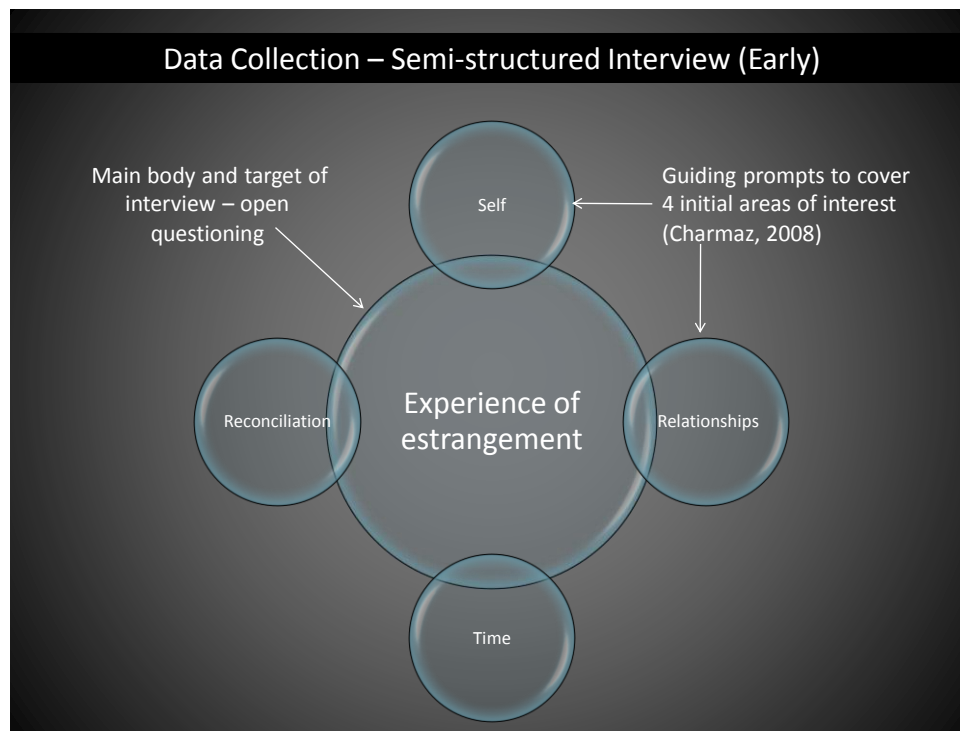 Data Collection – Semi-structured Interview (Early)
Main body and target of
interview – open
questioning
Guiding prompts to cover
4 initial areas of interest
(Charmaz, 2008)
Self
Reconciliation
Experience of
estrangement
Relationships
Time